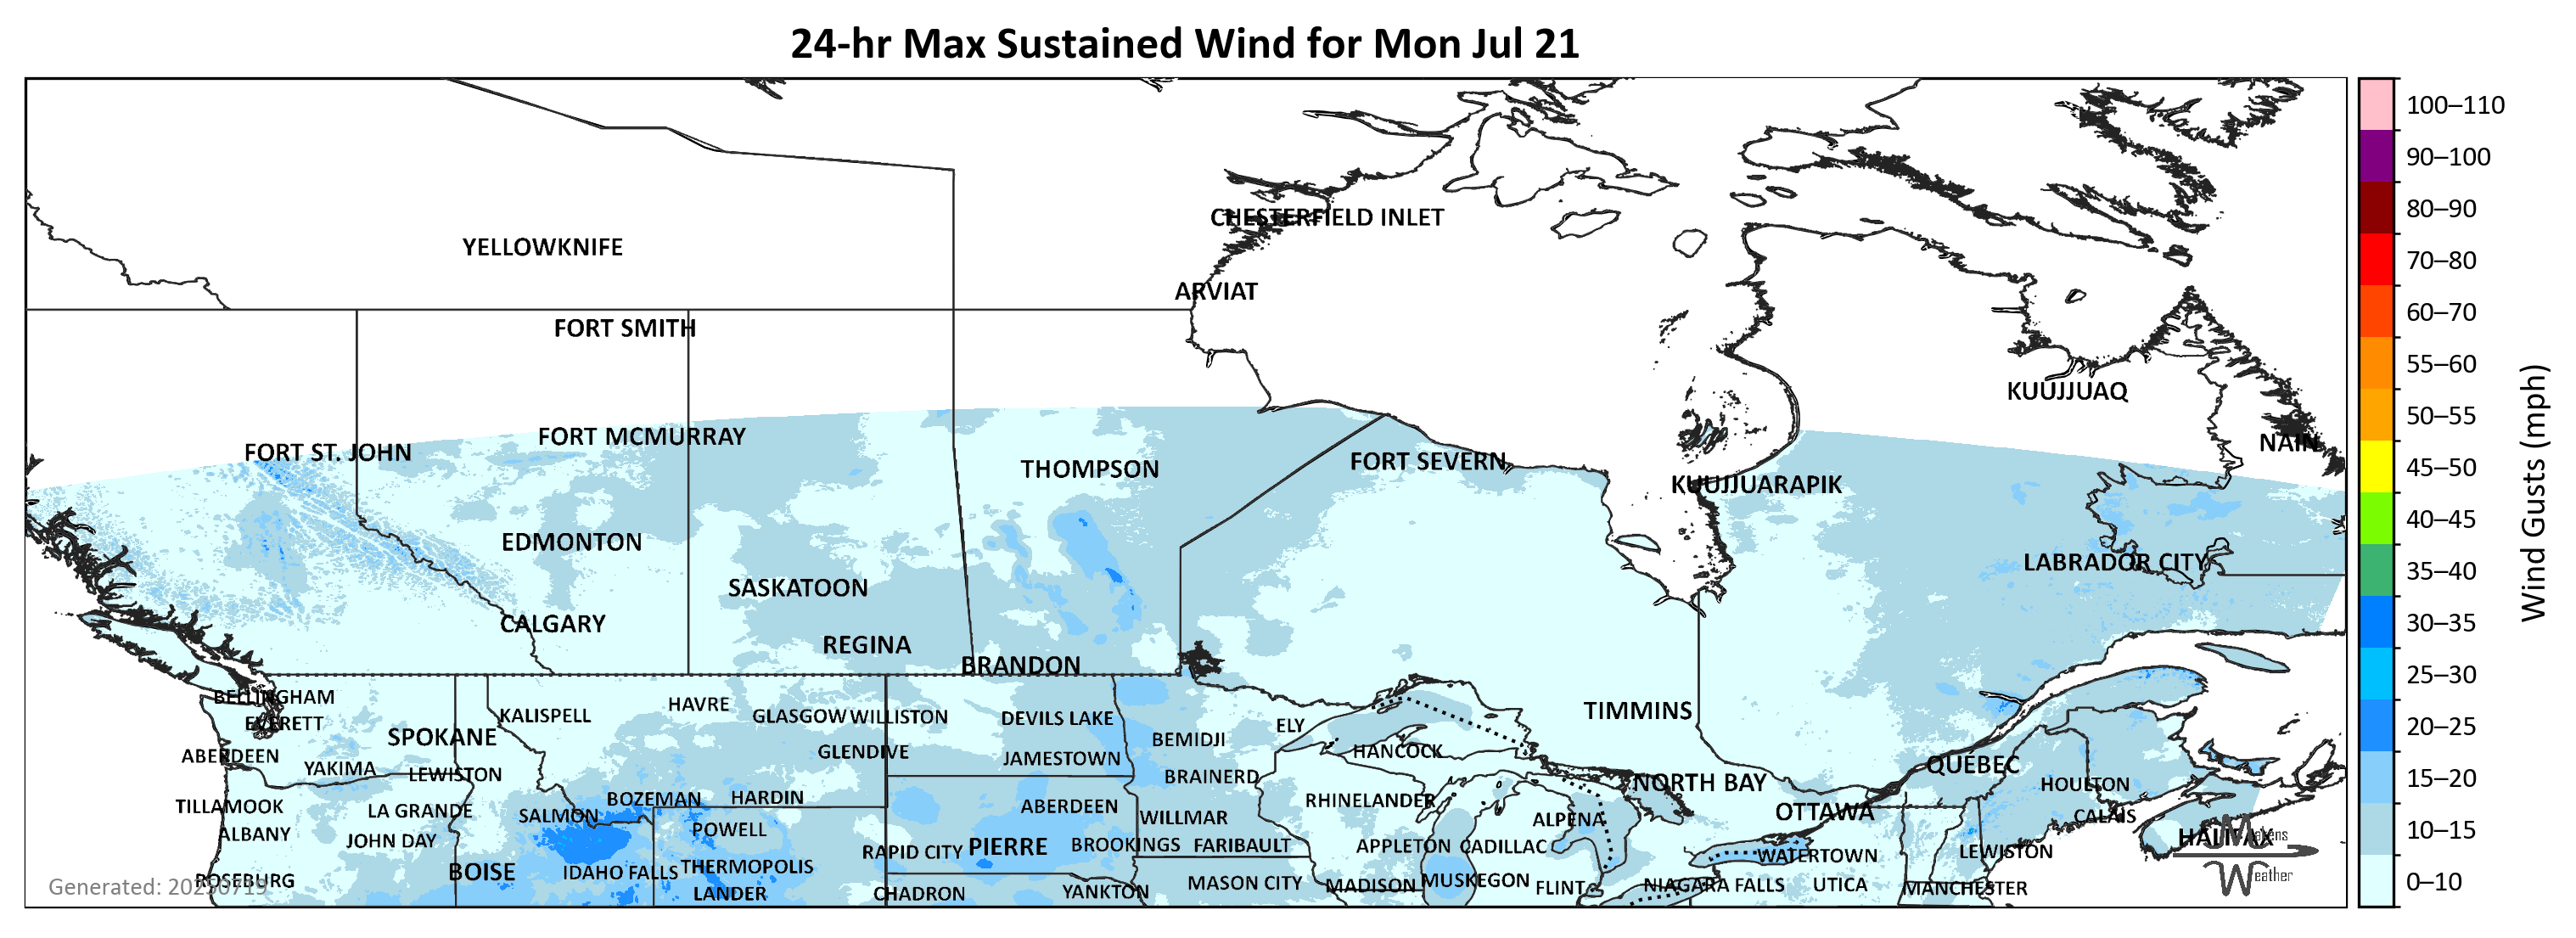 24-hr Max Sustained Wind for Mon Jul 21
100–110
90–100
CHESTERFIELD INLET
80–90
YELLOWKNIFE
70–80
ARVIAT
60–70
FORT SMITH
55–60
KUUJJUAQ
50–55
FORT MCMURRAY
NAIN
FORT ST. JOHN
THOMPSON
FORT SEVERN
45–50
KUUJJUARAPIK
40–45
Wind Gusts (mph)
EDMONTON
LABRADOR CITY
35–40
SASKATOON
CALGARY
30–35
REGINA
BRANDON
25–30
BELLINGHAM
HAVRE
KALISPELL
GLASGOW
WILLISTON
DEVILS LAKE
TIMMINS
EVERETT
ELY
20–25
SPOKANE
BEMIDJI
ABERDEEN
GLENDIVE
JAMESTOWN
HANCOCK
QUEBEC
YAKIMA
LEWISTON
BRAINERD
NORTH BAY
HOULTON
15–20
BOZEMAN
HARDIN
RHINELANDER
TILLAMOOK
LA GRANDE
SALMON
ABERDEEN
WILLMAR
ALPENA
OTTAWA
CALAIS
10–15
ALBANY
JOHN DAY
POWELL
PIERRE
BROOKINGS
FARIBAULT
APPLETON
CADILLAC
HALIFAX
Makens
RAPID CITY
WATERTOWN
LEWISTON
BOISE
IDAHO FALLS
THERMOPOLIS
Weather
ROSEBURG
Generated: 20250719
LANDER
CHADRON
YANKTON
MASON CITY
MADISON
MUSKEGON
FLINT
NIAGARA FALLS
UTICA
MANCHESTER
0–10